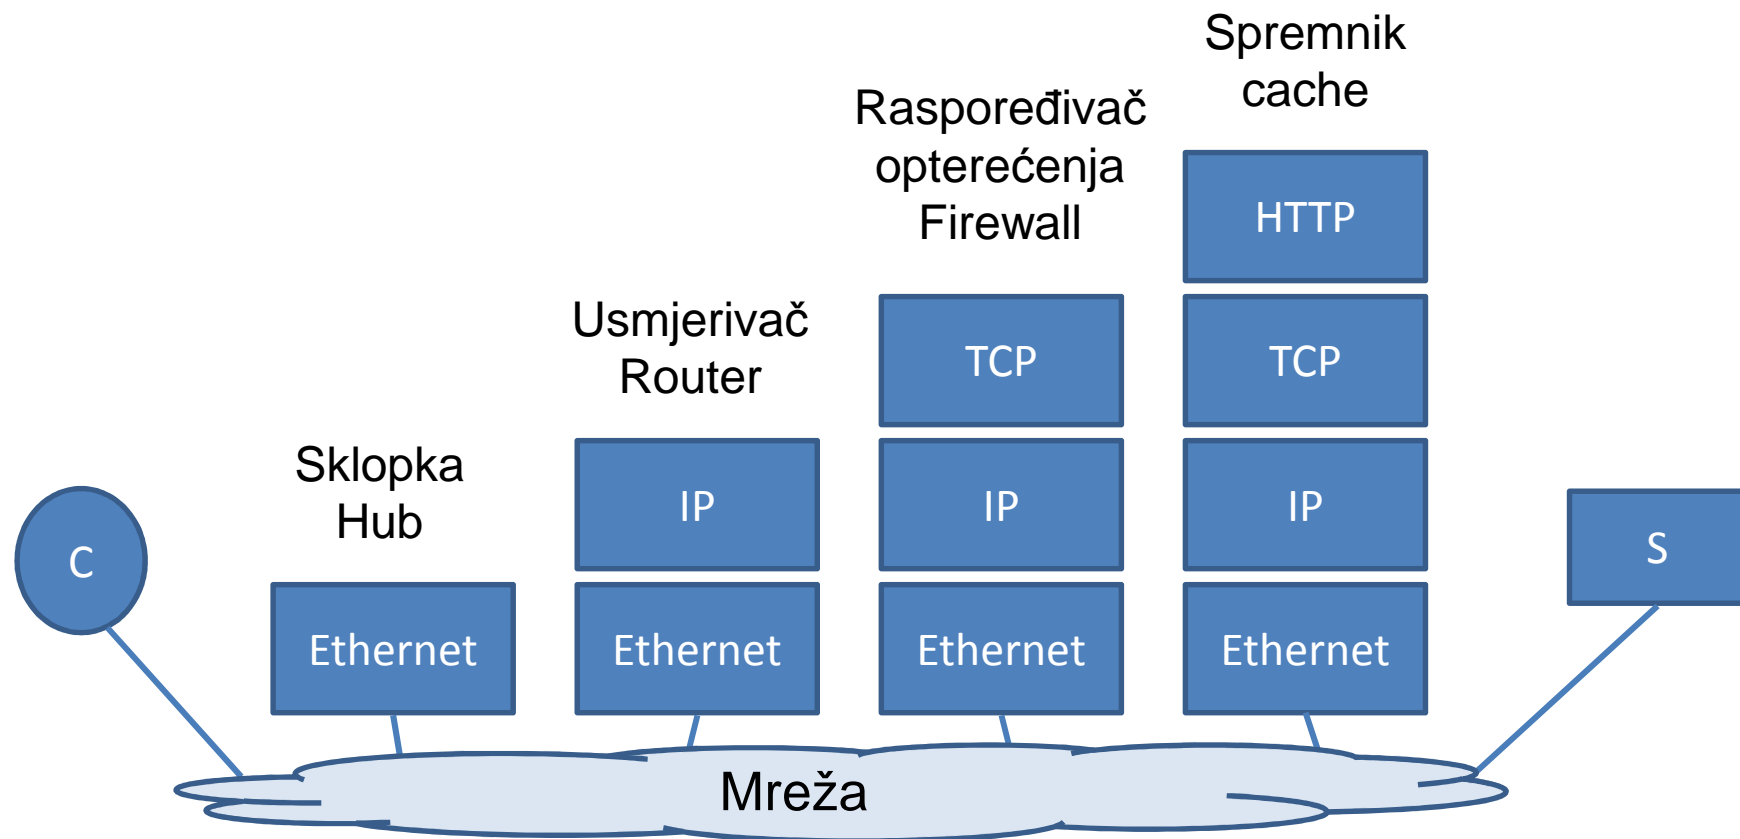 Spremnik
cache
Raspoređivač
opterećenja
Firewall
HTTP
Usmjerivač
Router
TCP
TCP
Sklopka
Hub
IP
IP
IP
C
S
Ethernet
Ethernet
Ethernet
Ethernet
Mreža